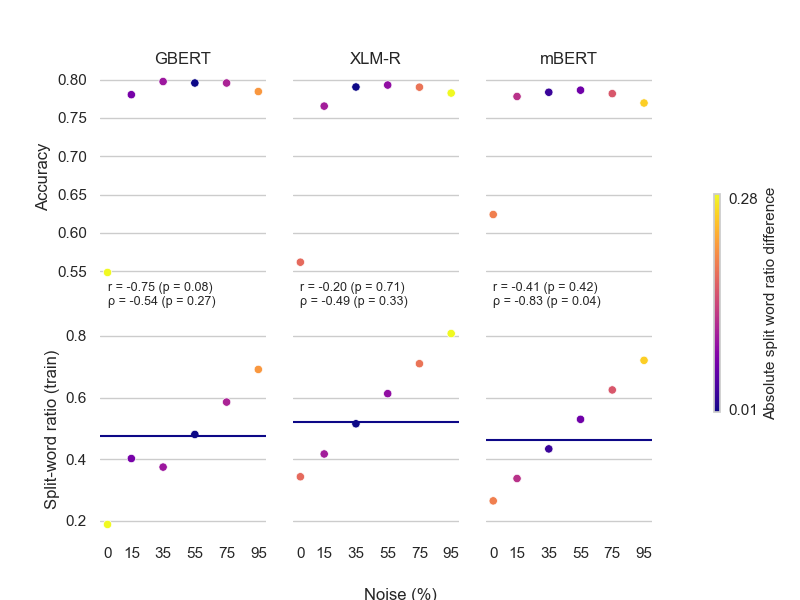 GBERT XLM-R mBERT
0.80
0.75
0.70
0.65
0.60
0.55
Accuracy
r = -0.75 (p = 0.08)
ρ = -0.54 (p = 0.27)
r = -0.20 (p = 0.71)
ρ = -0.49 (p = 0.33)
r = -0.41 (p = 0.42)
ρ = -0.83 (p = 0.04)
0.8
0.6
0.4
0.2
Split-word ratio (train)
0 15 35 55 75 95
0 15 35 55 75 95
0 15 35 55 75 95
Noise (%)
0.28
0.01
Absolute split word ratio difference